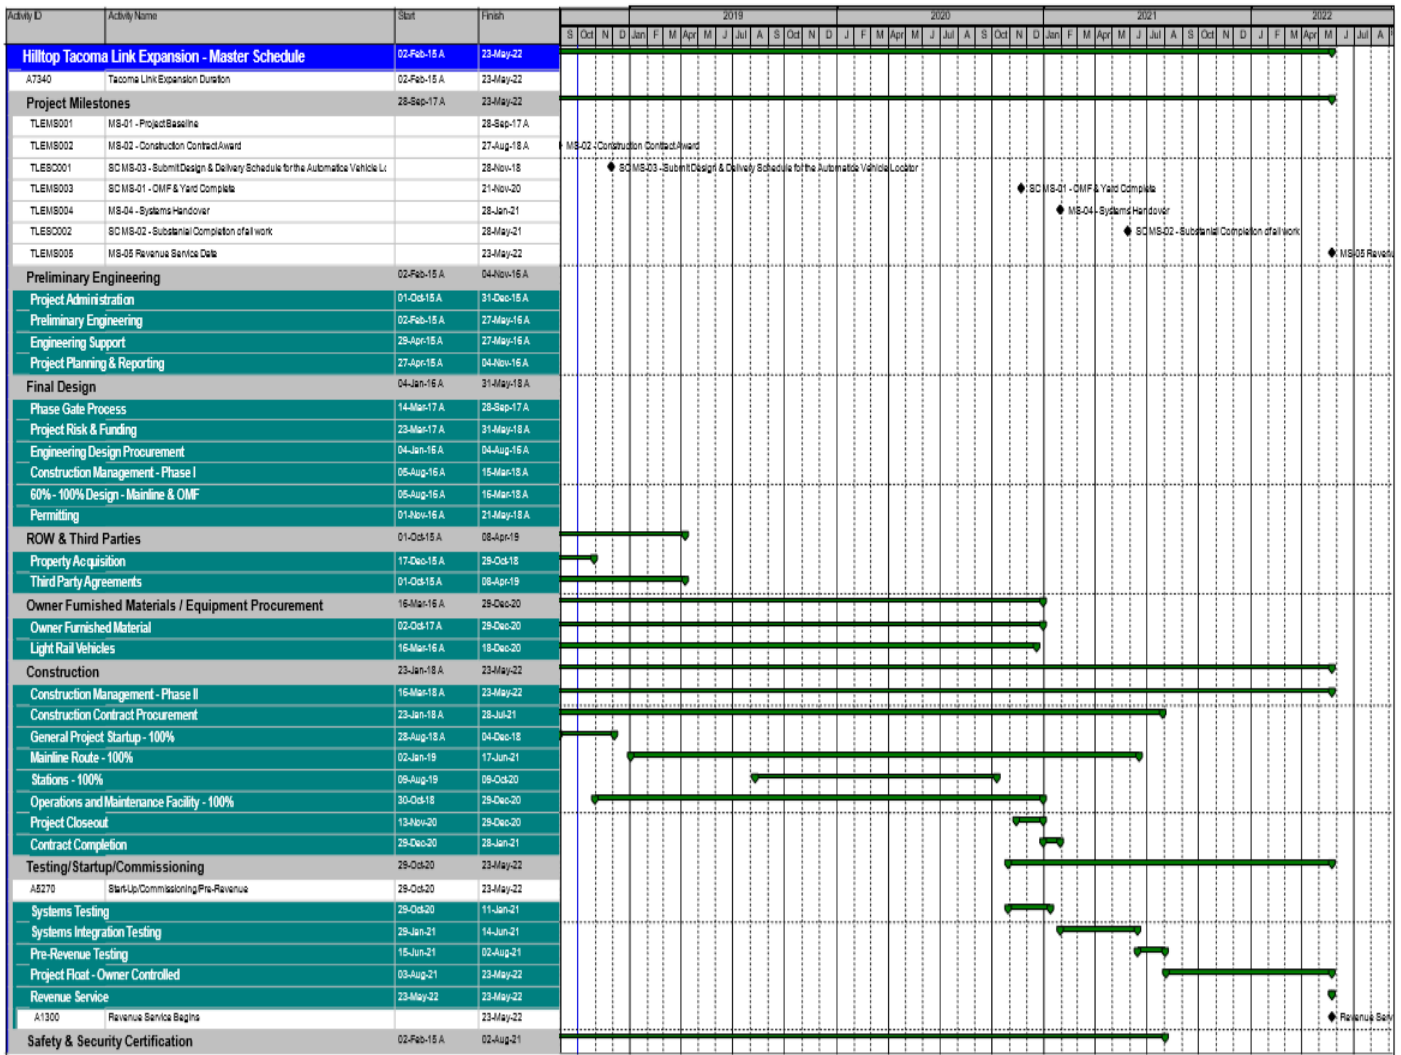 Activity ID Activity Name Start Finish 2019 2020 2021 2022
S Oct N D Jan F M Apr M J Jul A S Oct N D J F M Apr M J Jul A S Oct N D Jan F M Apr M J Jul A S Oct N D J F M Apr M J Jul A
Hilltop Tacoma Link Expansion - Master Schedule 02-Feb-15 A 23-May-22
A7340 Tacoma Link Expansion Duration 02-Feb-15 A 23-May-22
Project Milestones 28-Sep-17 A 23-May-22
TLEMS001 MS-01 - Project Baseline 28-Sep-17 A
TLEMS002 MS-02 - Construction Contract Award 27-Aug-18 A MS-02 - Construction Contract Award
TLESC001 SC MS-03 - Submit Design & Delivery Schedule for the Automatice Vehicle Lc 28-Nov-18 SC MS-03 - Submit Design & Delivery Schedule for the Automatice Vehicle Locator
TLEMS003 SC MS-01 - OMF & Yard Complete 21-Nov-20 SC MS-01 - OMF & Yard Complete
TLEMS004 MS-04 - Systems Handover 28-Jan-21 MS-04 - Systems Handover
TLESC002 SC MS-02 - Substanial Completion of all work 28-May-21 SC MS-02 - Substanial Completion of all work
TLEMS005 MS-05 Revenue Service Date 23-May-22 MS-05 Reven
Preliminary Engineering 02-Feb-15 A 04-Nov-16 A
Project Administration 01-Oct-15 A 31-Dec-15 A
Preliminary Engineering 02-Feb-15 A 27-May-16 A
Engineering Support 29-Apr-15 A 27-May-16 A
Project Planning & Reporting 27-Apr-15 A 04-Nov-16 A
Final Design 04-Jan-16 A 31-May-18 A
Phase Gate Process 14-Mar-17 A 28-Sep-17 A
Project Risk & Funding 23-Mar-17 A 31-May-18 A
Engineering Design Procurement 04-Jan-16 A 04-Aug-16 A
Construction Management - Phase I 05-Aug-16 A 15-Mar-18 A
60% - 100% Design - Mainline & OMF 05-Aug-16 A 16-Mar-18 A
Permitting 01-Nov-16 A 21-May-18 A
ROW & Third Parties 01-Oct-15 A 08-Apr-19
Property Acquisition 17-Dec-15 A 29-Oct-18
Third Party Agreements 01-Oct-15 A 08-Apr-19
Owner Furnished Materials / Equipment Procurement 16-Mar-16 A 29-Dec-20
Owner Furnished Material 02-Oct-17 A 29-Dec-20
Light Rail Vehicles 16-Mar-16 A 18-Dec-20
Construction 23-Jan-18 A 23-May-22
Construction Management - Phase II 16-Mar-18 A 23-May-22
Construction Contract Procurement 23-Jan-18 A 28-Jul-21
General Project Startup - 100% 28-Aug-18 A 04-Dec-18
Mainline Route - 100% 02-Jan-19 17-Jun-21
Stations - 100% 09-Aug-19 09-Oct-20
Operations and Maintenance Facility - 100% 30-Oct-18 29-Dec-20
Project Closeout 13-Nov-20 29-Dec-20
Contract Completion 29-Dec-20 28-Jan-21
Testing/Startup/Commissioning 29-Oct-20 23-May-22
A5270 Start-Up/Commissioning/Pre-Revenue 29-Oct-20 23-May-22
Systems Testing 29-Oct-20 11-Jan-21
Systems Integration Testing 29-Jan-21 14-Jun-21
Pre-Revenue Testing 15-Jun-21 02-Aug-21
Project Float - Owner Controlled 03-Aug-21 23-May-22
Revenue Service 23-May-22 23-May-22
A1300 Revenue Service Begins 23-May-22 Revenue Serv
Safety & Security Certification 02-Feb-15 A 02-Aug-21